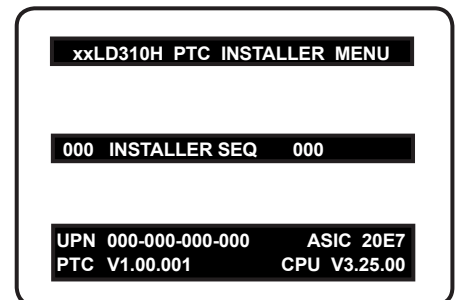 xxLD310H PTC INSTALLER MENU
000 INSTALLER SEQ 000
UPN 000-000-000-000 ASIC 20E7
PTC V1.00.001 CPU V3.25.00